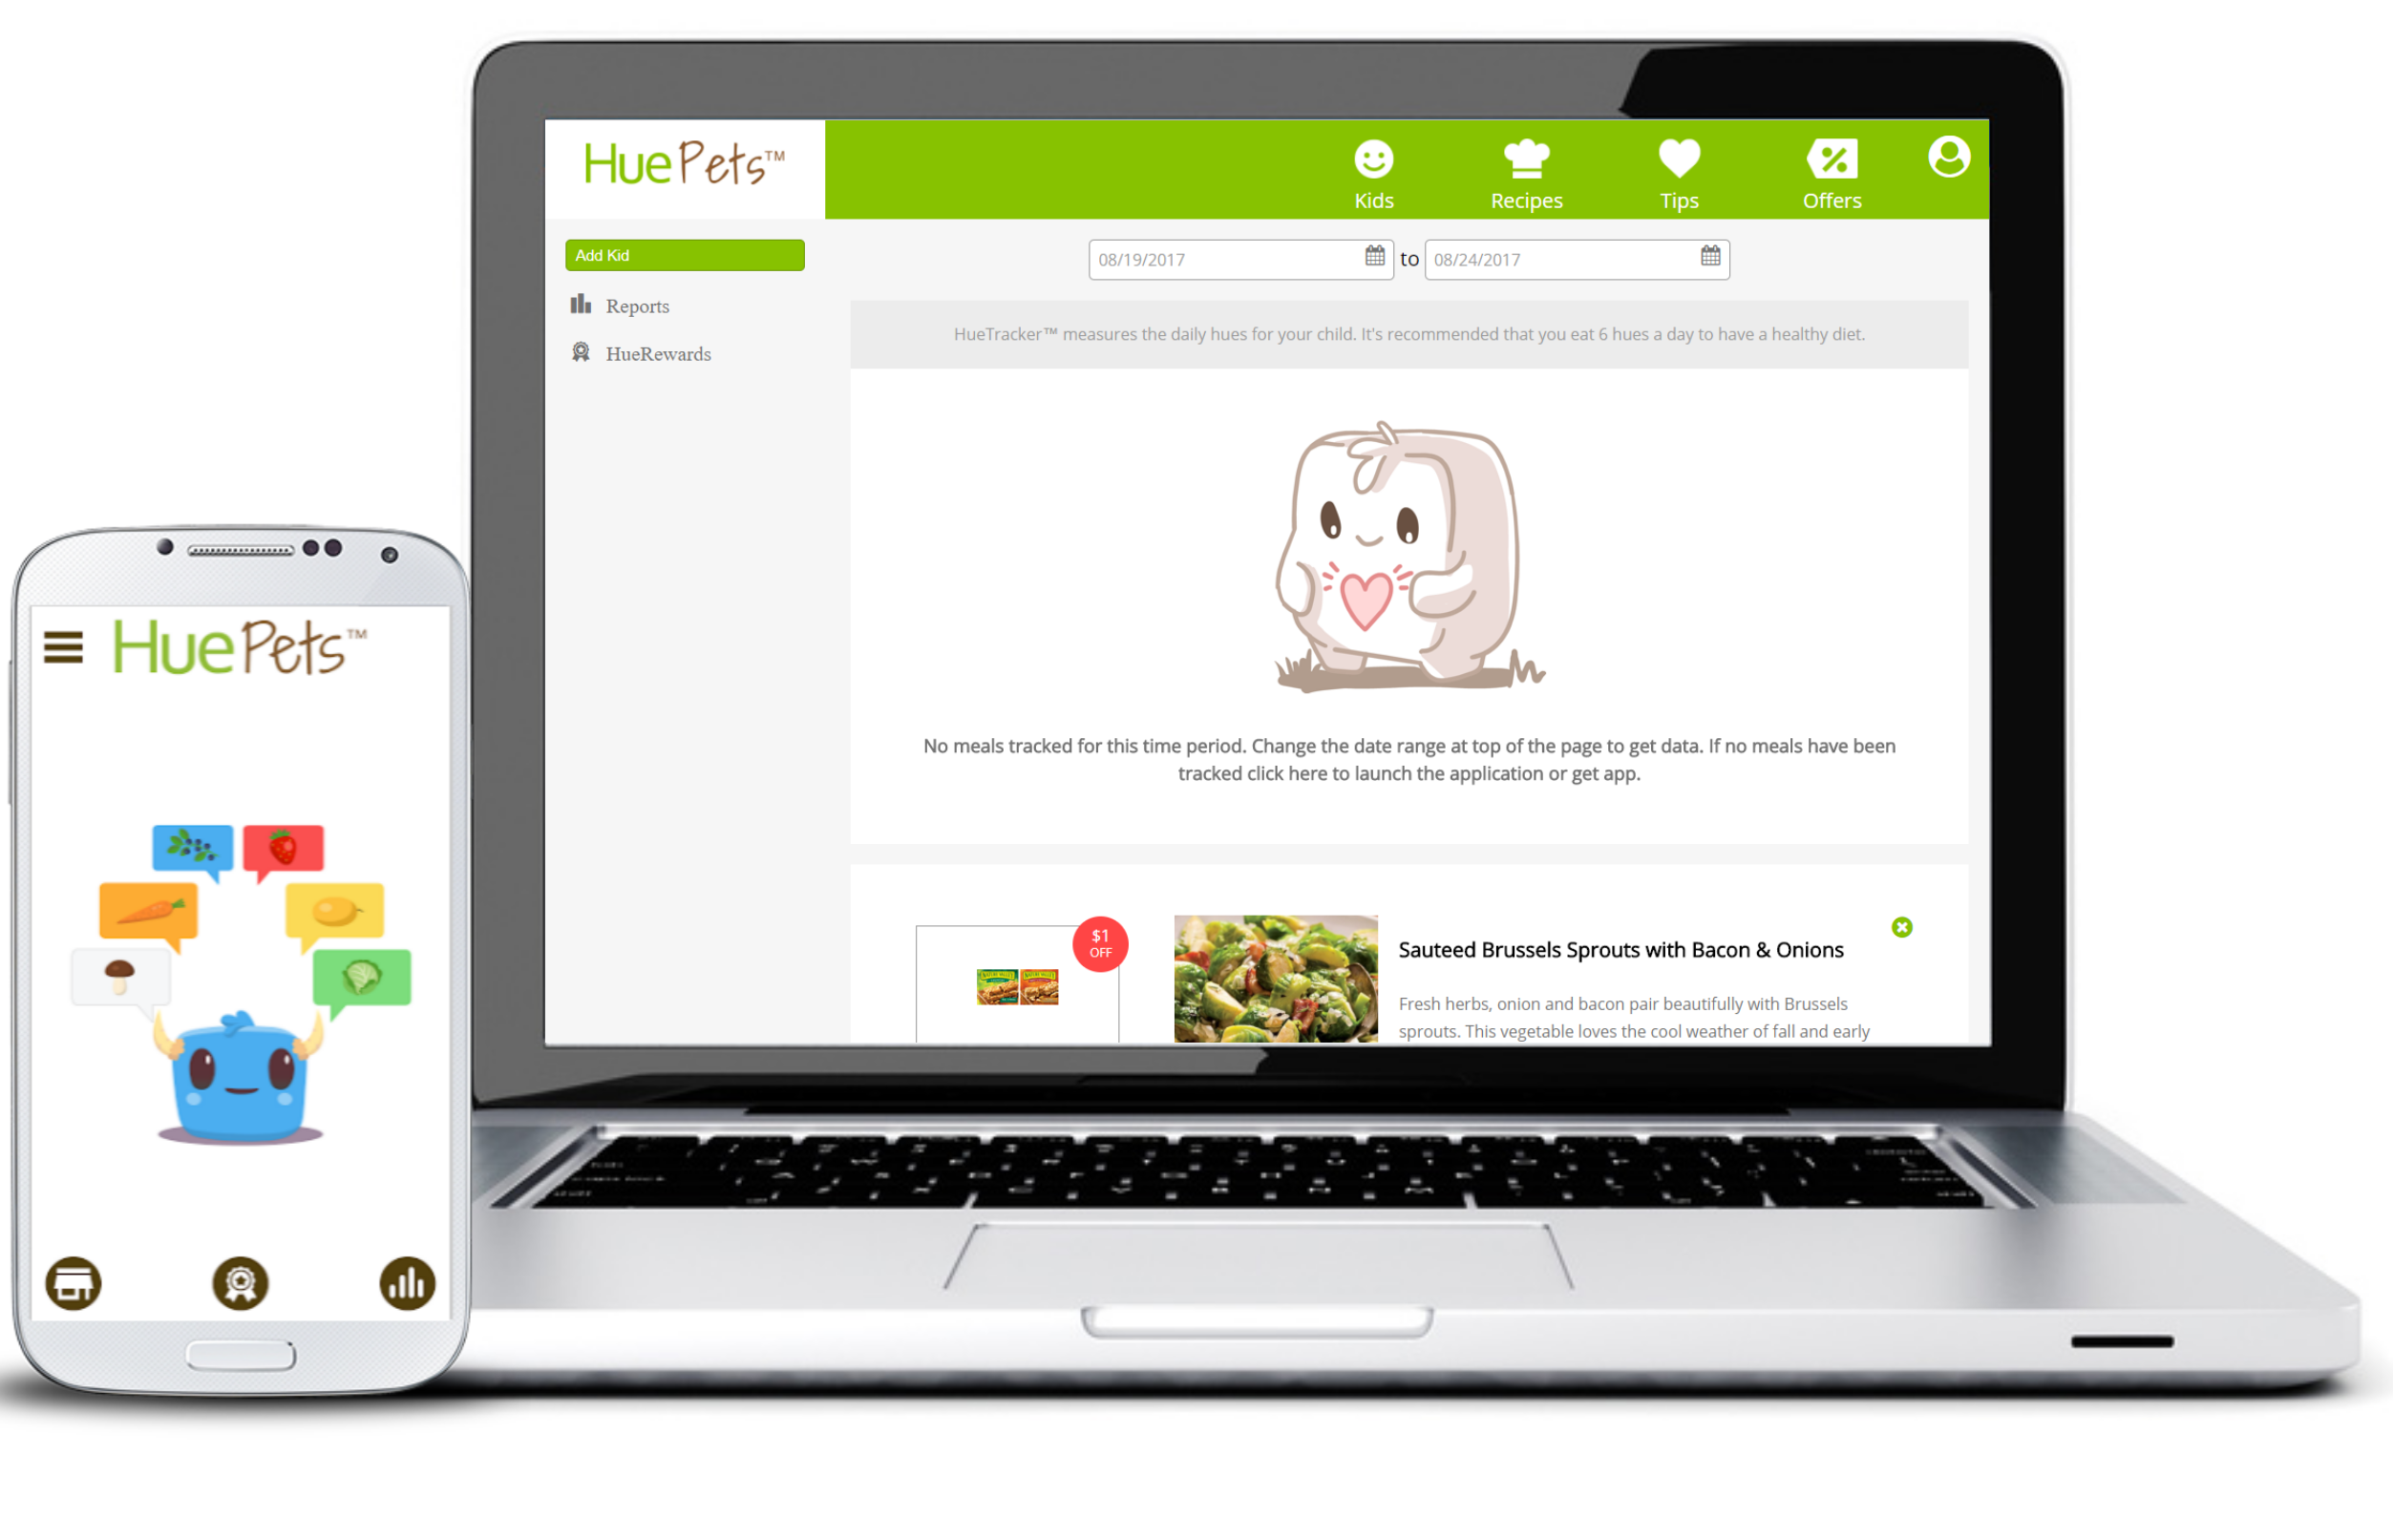 HuePets™
Kids
Recipes
Tips
Offers
Add Kid
08/19/2017
to
08/24/2017
Reports
HueRewards
HueTracker™ measures the daily hues for your child. It's recommended that you eat 6 hues a day to have a healthy diet.
No meals tracked for this time period. Change the date range at top of the page to get data. If no meals have been
tracked click here to launch the application or get app.
$1
OFF
Sauteed Brussels Sprouts with Bacon & Onions
Fresh herbs, onion and bacon pair beautifully with Brussels
sprouts. This vegetable loves the cool weather of fall and early
HuePets™